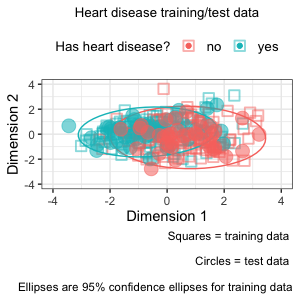 Heart disease training/test data
Has heart disease? no yes
Dimension 2
4
2
0
-2
-4
-4 -2 0 2 4
Dimension 1
Squares = training data
Circles = test data
Ellipses are 95% confidence ellipses for training data